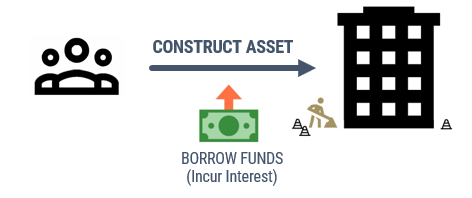 CONSTRUCT ASSET
BORROW FUNDS
(Incur Interest)